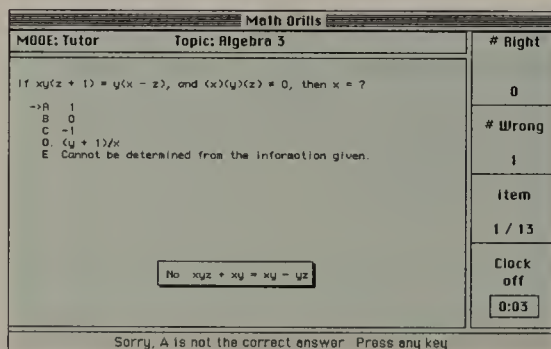 Math Drills
MODE: Tutor Topic: Algebra 3
# Right
0
# Wrong
1
item
1 / 13
Clock
off
0:03
If xy(z + 1) = y(x - z), and (x)(y)(z) ≠ 0, then x = ?
->A 1
B 0
C -1
D. (y + 1)/x
E Cannot be determined from the information given.
No xyz + xy = xy - yz
Sorry, A is not the correct answer Press any key